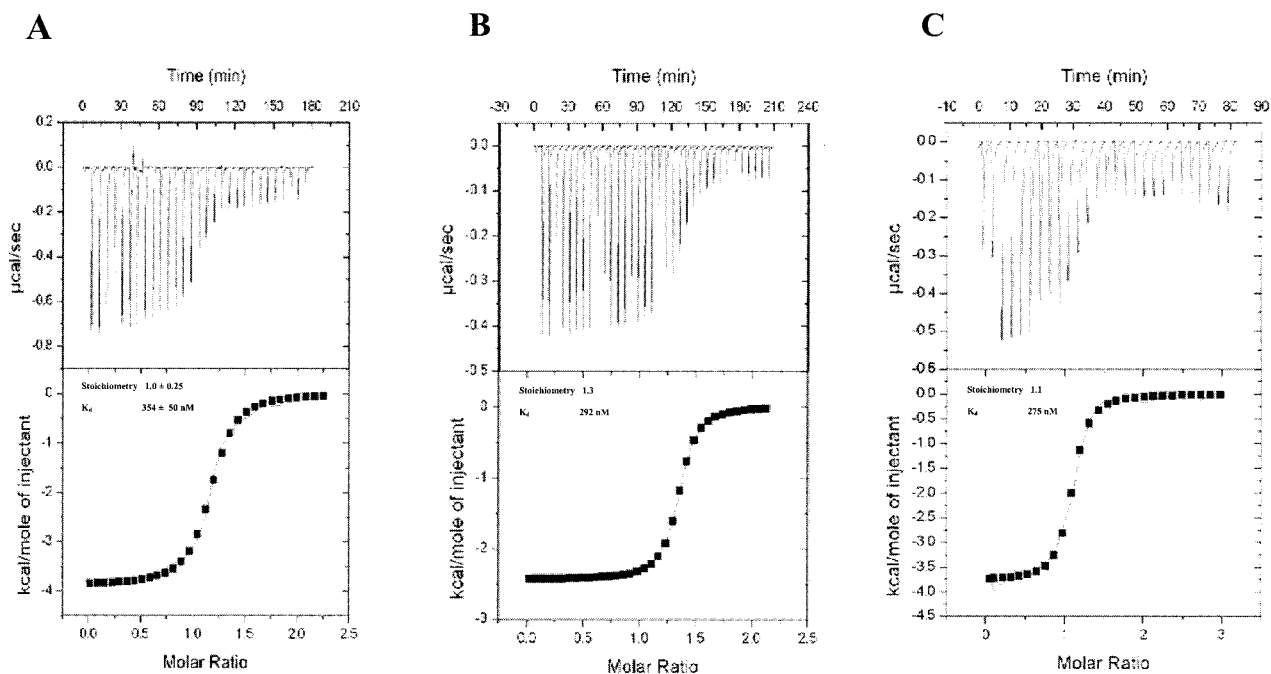 A
B
C
Time (min)
0 30 60 90 120 150 180 210
0.2
0.0
-0.2
-0.4
-0.6
-0.8
µcal/sec
Stoichiometry 1.0 ± 0.25
Kd 354 ± 50 nM
0
-1
-2
-3
-4
kcal/mole of injectant
0.0 0.5 1.0 1.5 2.0 2.5
Molar Ratio
Time (min)
-30 0 30 60 90 120 150 180 210 240
0.0
-0.1
-0.2
-0.3
-0.4
-0.5
µcal/sec
Stoichiometry 1.3
Kd 292 nM
0
-1
-2
-3
kcal/mole of injectant
0.0 0.5 1.0 1.5 2.0 2.5
Molar Ratio
Time (min)
-10 0 10 20 30 40 50 60 70 80 90
0.0
-0.1
-0.2
-0.3
-0.4
-0.5
-0.6
µcal/sec
Stoichiometry 1.1
Kd 275 nM
0.0
-0.5
-1.0
-1.5
-2.0
-2.5
-3.0
-3.5
-4.0
-4.5
kcal/mole of injectant
0 1 2 3
Molar Ratio